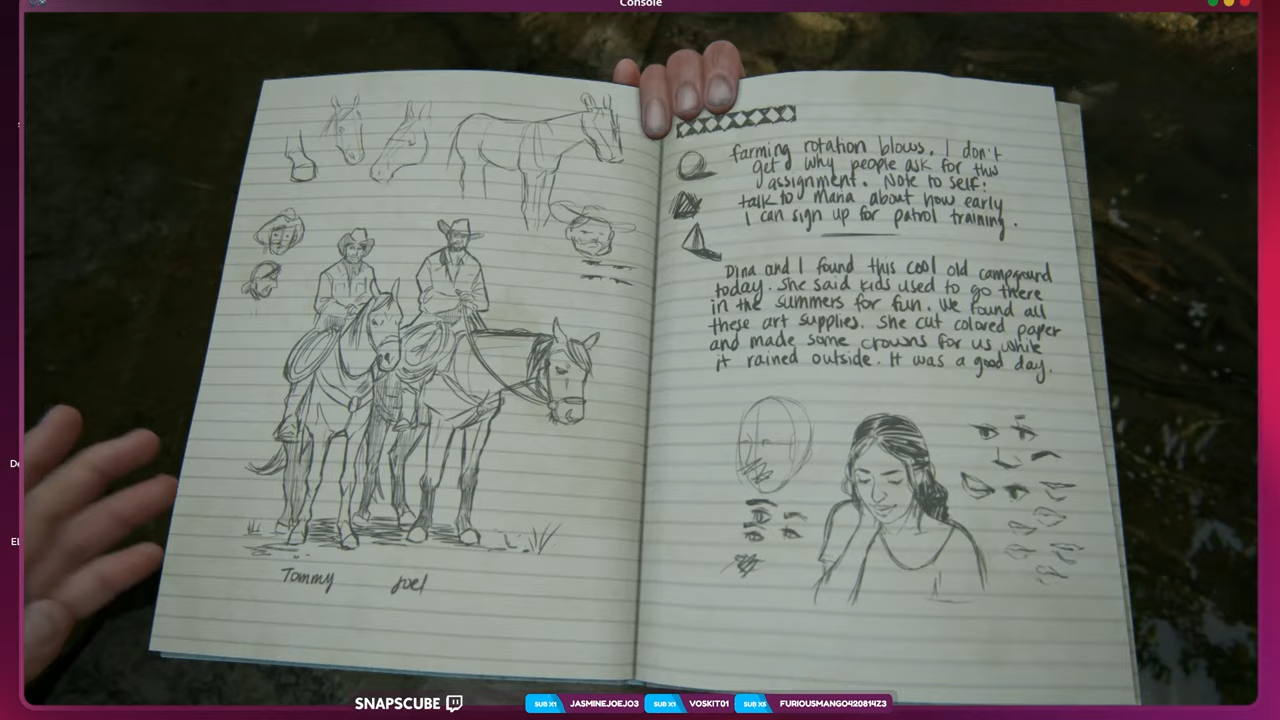 Console
farming rotation blows. I don't
get why people ask for this
assignment. Note to self:
talk to Maria about how early
I can sign up for patrol training.
Dina and I found this cool old campground
today. She said kids used to go there
in the summers for fun. We found all
these art supplies. She cut colored paper
and made some crowns for us while
it rained outside. It was a good day.
Tommy Joel
SNAPSCUBE
SUB X1 JASMINEJOEJO3 SUB X1 VOSKIT01 SUB X5 FURIOUSMANGO420814Z3